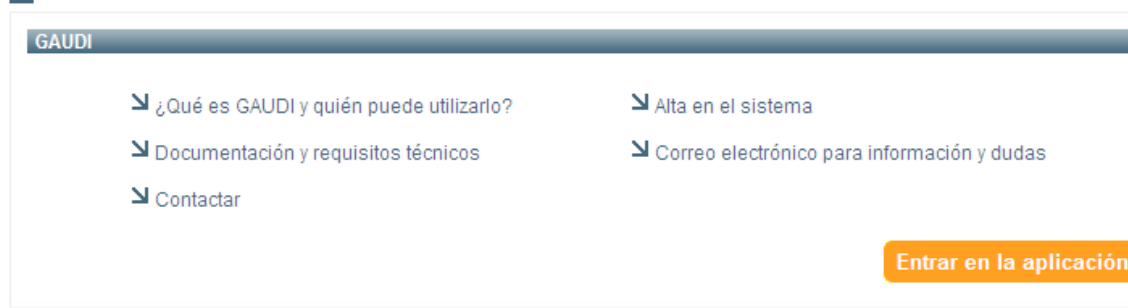 GAUDI
¿Qué es GAUDI y quién puede utilizarlo?
Alta en el sistema
Documentación y requisitos técnicos
Correo electrónico para información y dudas
Contactar
Entrar en la aplicación